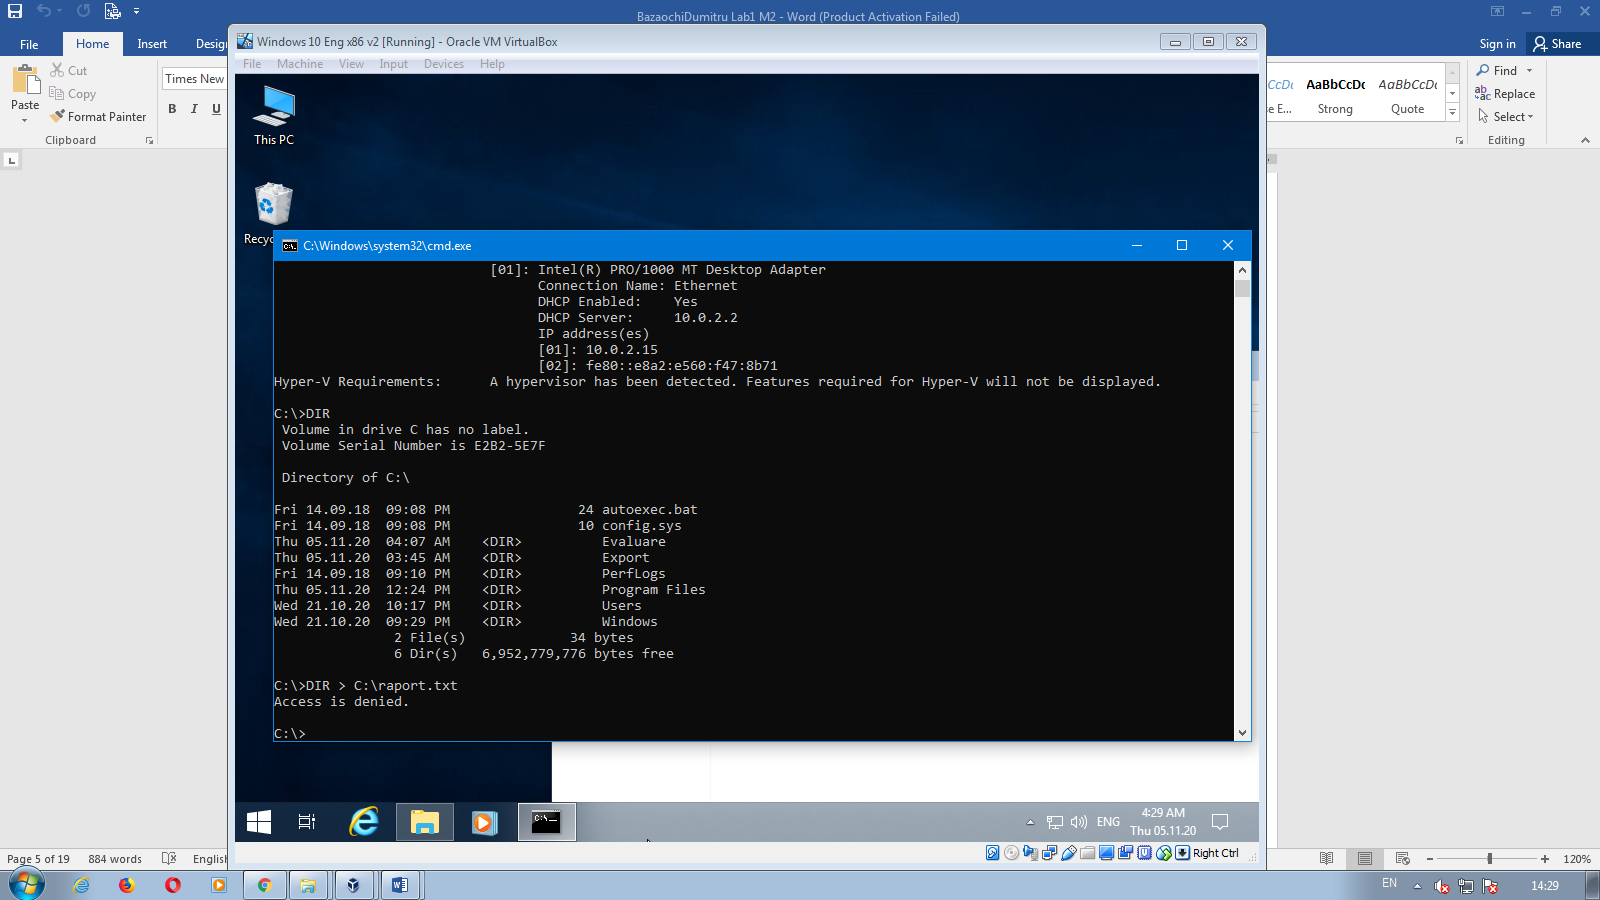 BazaochiDumitru Lab1 M2 - Word (Product Activation Failed)
File Home Insert Desig
Sign in Share
Windows 10 Eng x86 v2 [Running] - Oracle VM VirtualBox
File Machine View Input Devices Help
Paste
Cut
Copy
Format Painter
Clipboard
Times New
B I U
AaBbCcDc AaBbCcDc
Strong Quote
Find
Replace
Select
Editing
This PC
C:\Windows\system32\cmd.exe
[01]: Intel(R) PRO/1000 MT Desktop Adapter
Connection Name: Ethernet
DHCP Enabled: Yes
DHCP Server: 10.0.2.2
IP address(es)
[01]: 10.0.2.15
[02]: fe80::e8a2:e560:f47:8b71
Hyper-V Requirements: A hypervisor has been detected. Features required for Hyper-V will not be displayed.
C:\>DIR
Volume in drive C has no label.
Volume Serial Number is E2B2-5E7F
Directory of C:\
Fri 14.09.18 09:08 PM 24 autoexec.bat
Fri 14.09.18 09:08 PM 10 config.sys
Thu 05.11.20 04:07 AM <DIR> Evaluare
Thu 05.11.20 03:45 AM <DIR> Export
Fri 14.09.18 09:10 PM <DIR> PerfLogs
Thu 05.11.20 12:24 PM <DIR> Program Files
Wed 21.10.20 10:17 PM <DIR> Users
Wed 21.10.20 09:29 PM <DIR> Windows
2 File(s) 34 bytes
6 Dir(s) 6,952,779,776 bytes free
C:\>DIR > C:\raport.txt
Access is denied.
C:\>
ENG
4:29 AM
Thu 05.11.20
Right Ctrl
Page 5 of 19 884 words English
120%
EN
14:29